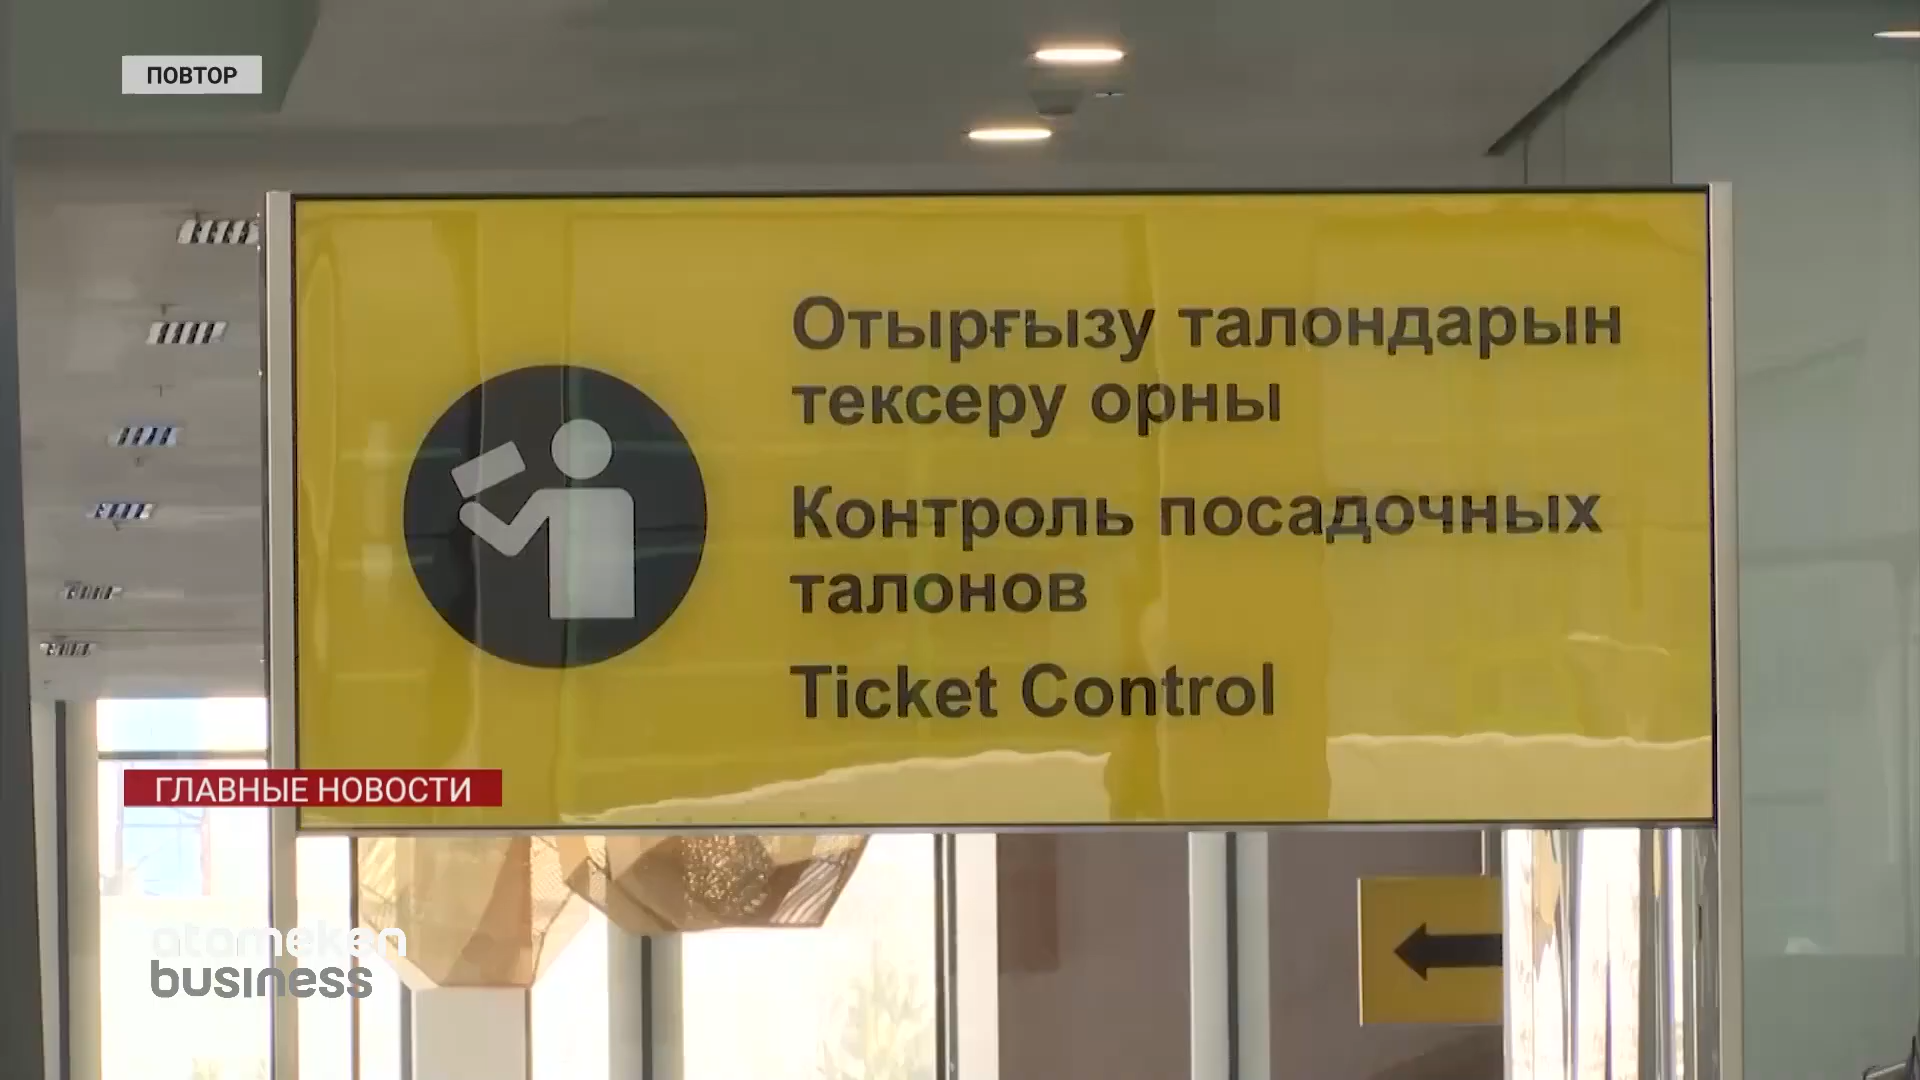 ПОВТОР
Отырғызу талондарын
тексеру орны
Контроль посадочных
талонов
Ticket Control
ГЛАВНЫЕ НОВОСТИ
atameken
business